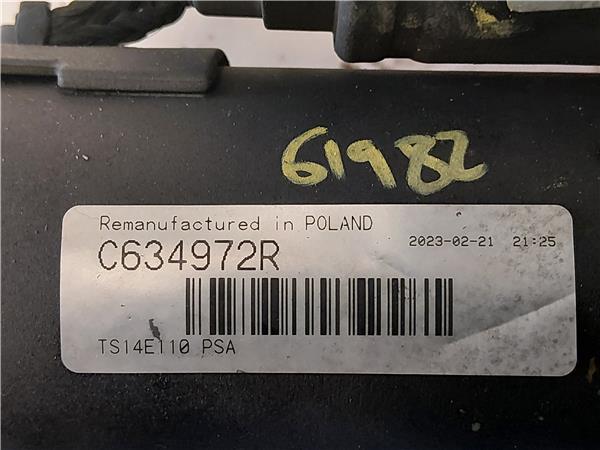 61982
Remanufactured in POLAND
2023-02-21 21:25
C634972R
TS14E110 PSA